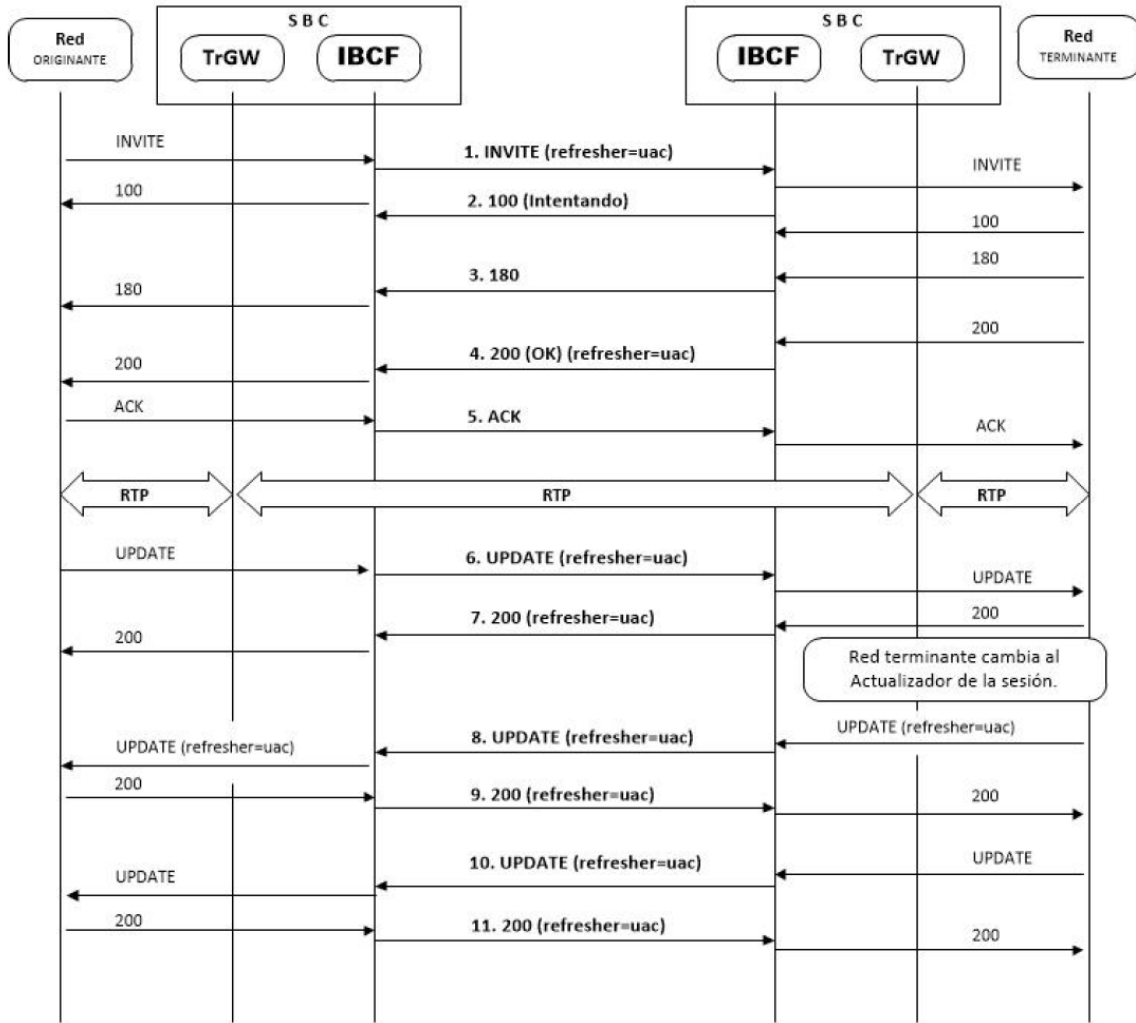 S B C
S B C
Red
ORIGINANTE
TrGW
IBCF
IBCF
TrGW
Red
TERMINANTE
INVITE
1. INVITE (refresher=uac)
INVITE
100
2. 100 (Intentando)
100
180
3. 180
180
200
4. 200 (OK) (refresher=uac)
200
ACK
5. ACK
ACK
RTP
RTP
RTP
UPDATE
6. UPDATE (refresher=uac)
UPDATE
200
7. 200 (refresher=uac)
200
Red terminante cambia al
Actualizador de la sesión.
UPDATE (refresher=uac)
8. UPDATE (refresher=uac)
UPDATE (refresher=uac)
200
9. 200 (refresher=uac)
200
10. UPDATE (refresher=uac)
UPDATE
UPDATE
200
11. 200 (refresher=uac)
200